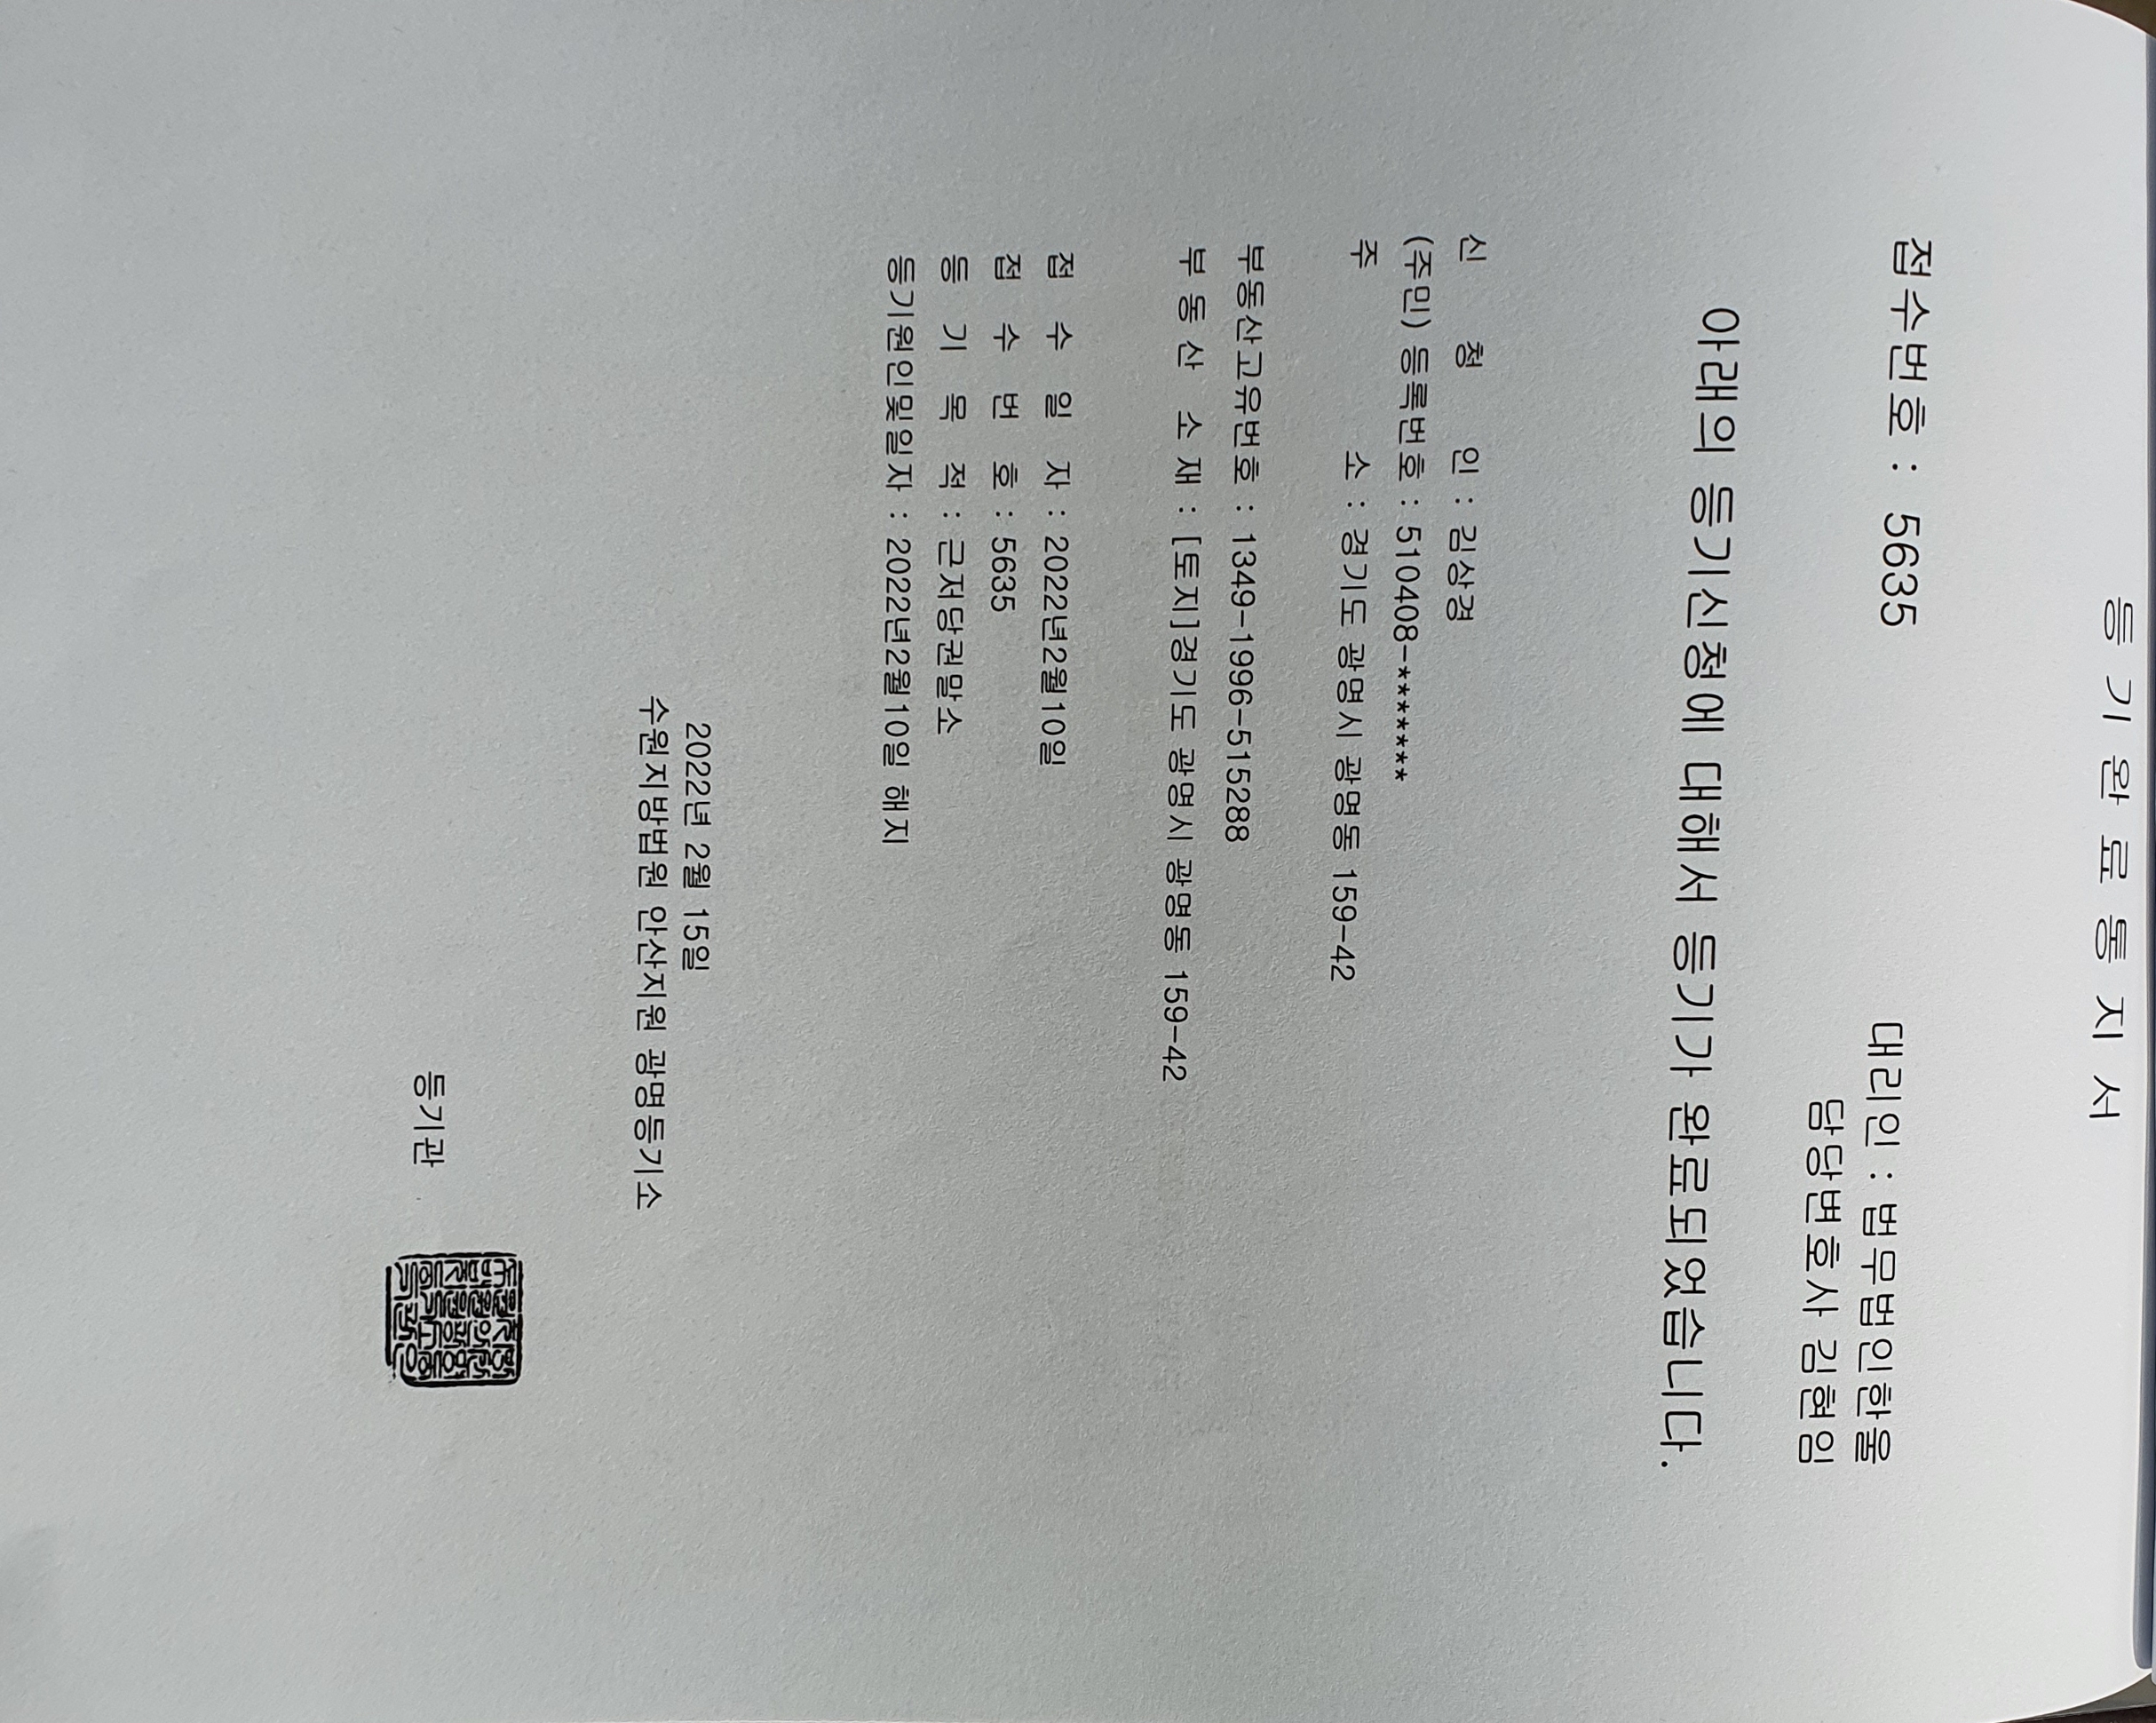 등 기 완 료 통 지 서
접수번호 : 5635
대리인 : 법무법인한울
담당변호사 김현임
아래의 등기신청에 대해서 등기가 완료되었습니다.
신 청 인 : 김상경
(주민) 등록번호 : 510408-*******
주 소 : 경기도 광명시 광명동 159-42
부동산고유번호 : 1349-1996-515288
부 동 산 소 재 : [토지]경기도 광명시 광명동 159-42
접 수 일 자 : 2022년2월10일
접 수 번 호 : 5635
등 기 목 적 : 근저당권말소
등기원인및일자 : 2022년2월10일 해지
2022년 2월 15일
수원지방법원 안산지원 광명등기소
등기관